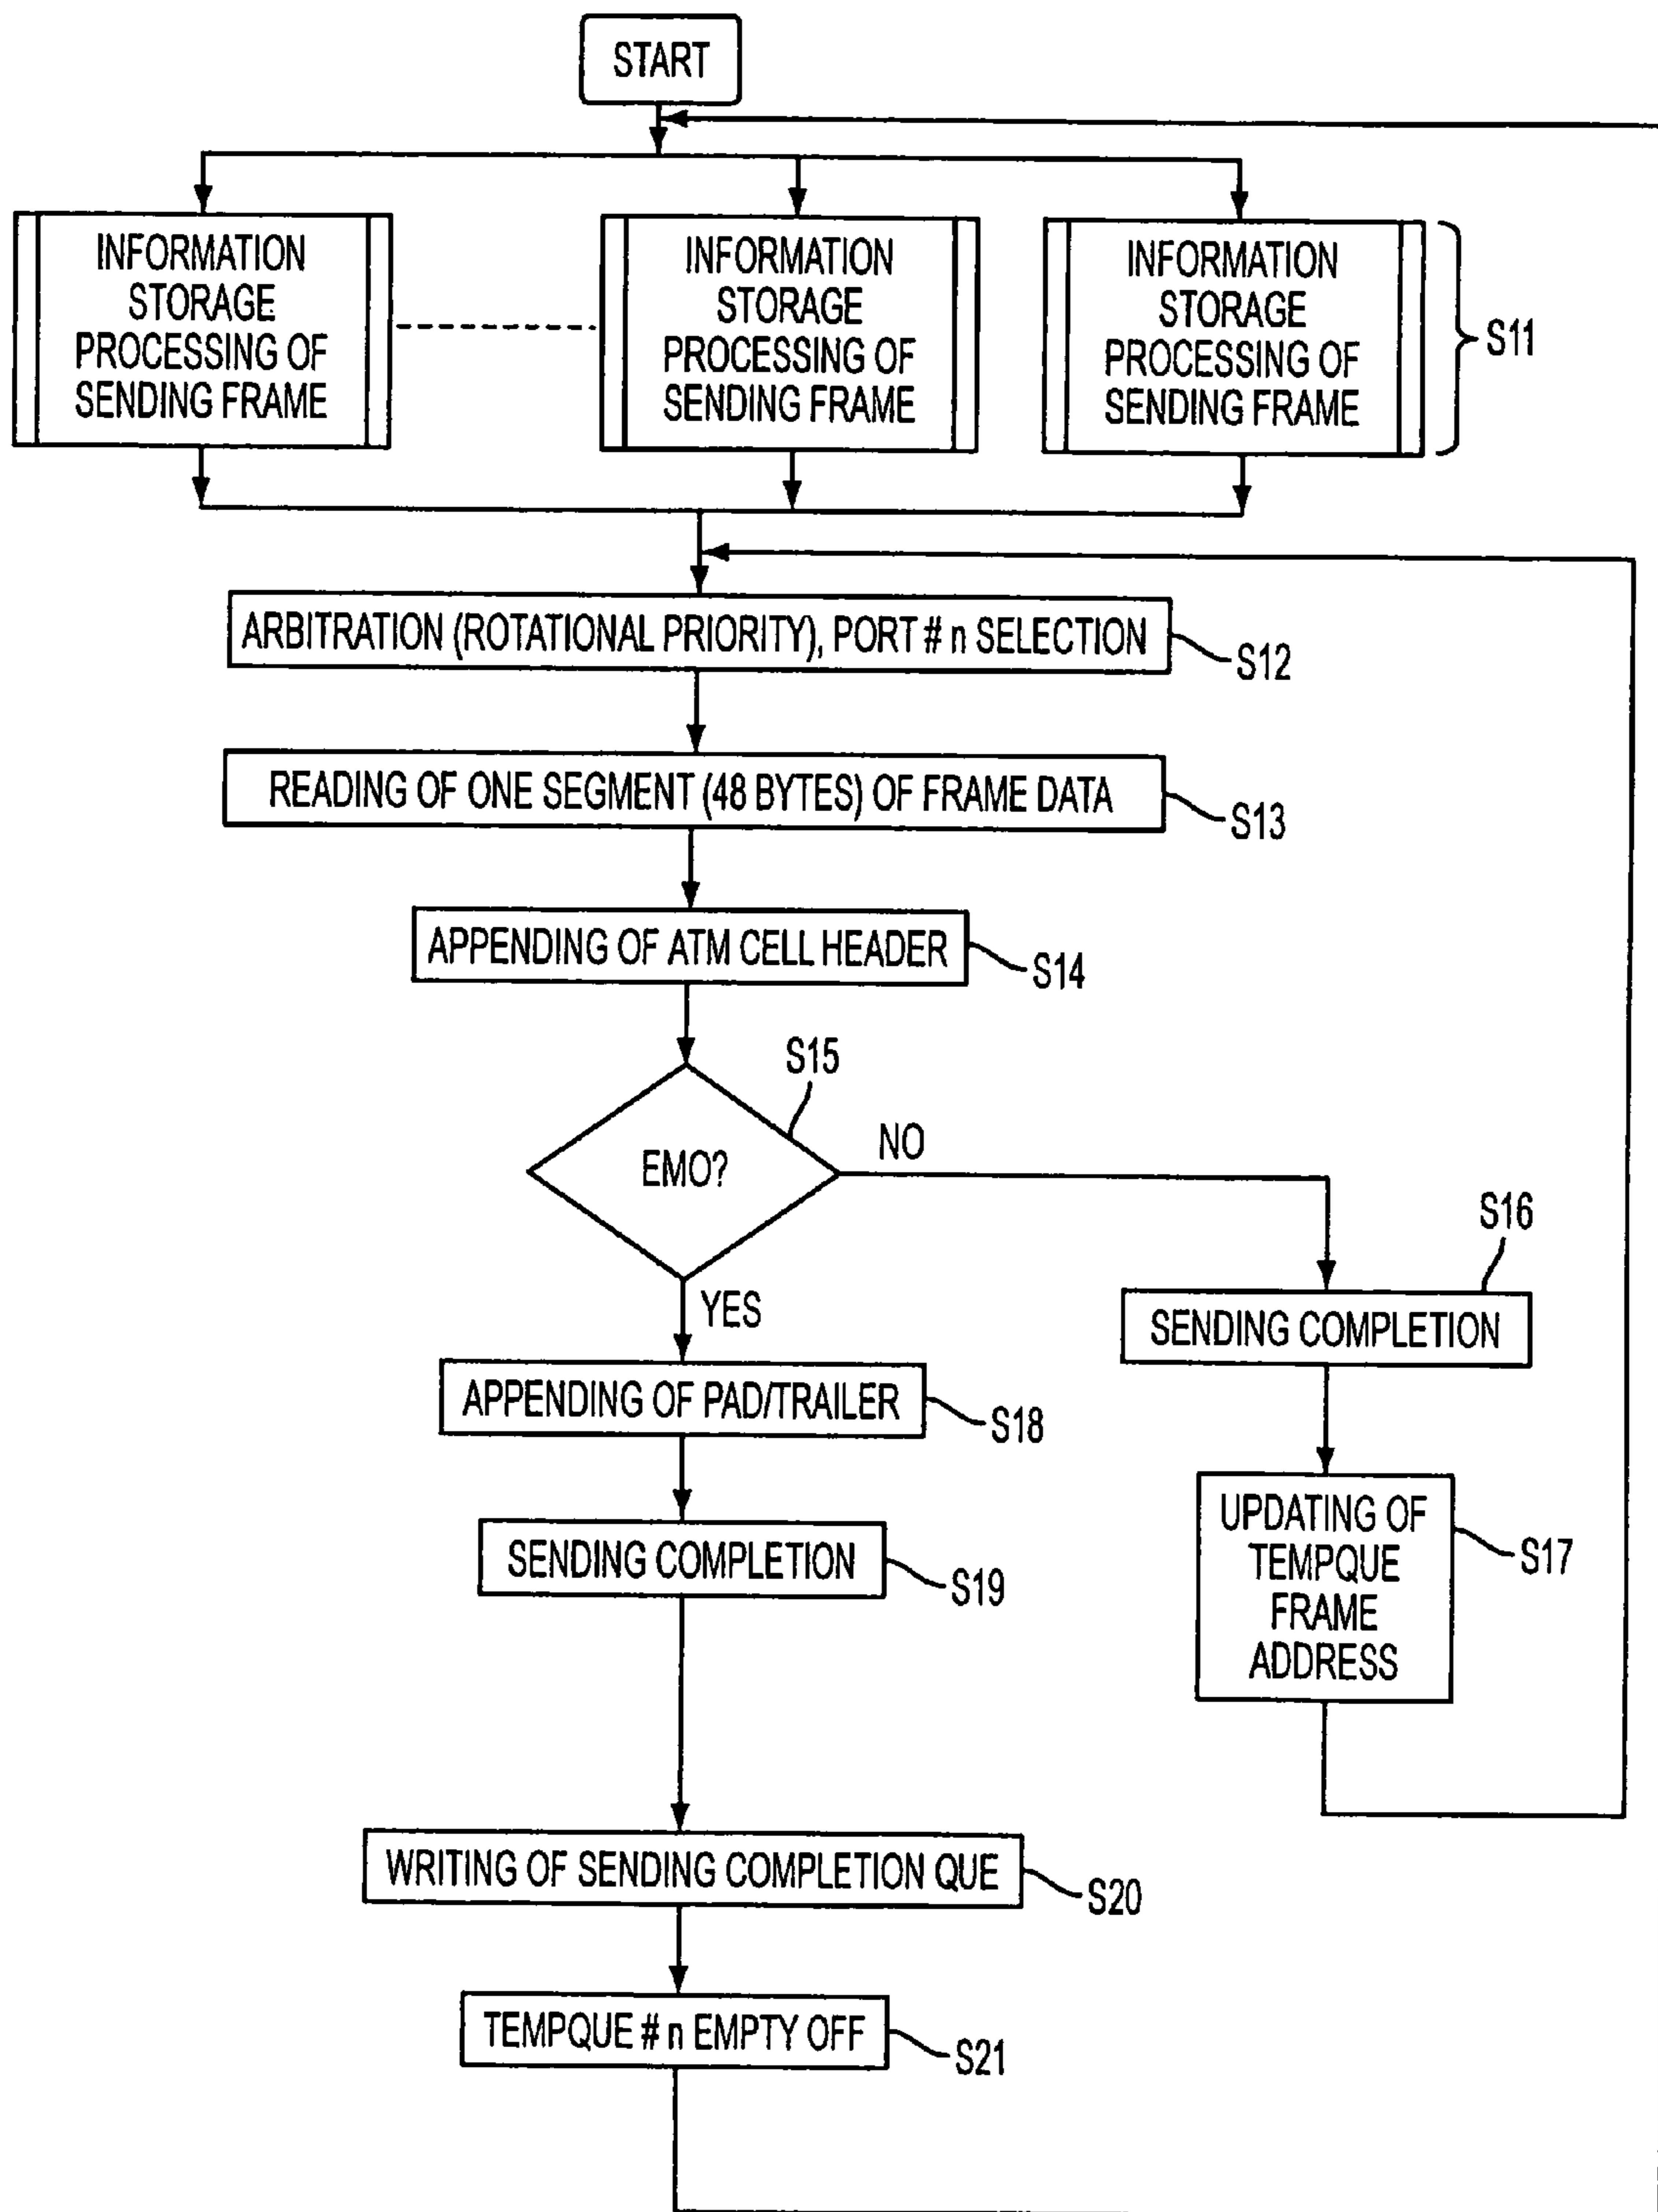 START
INFORMATION
STORAGE
PROCESSING OF
SENDING FRAME
INFORMATION
STORAGE
PROCESSING OF
SENDING FRAME
INFORMATION
STORAGE
PROCESSING OF
SENDING FRAME
S11
ARBITRATION (ROTATIONAL PRIORITY), PORT # n SELECTION
S12
READING OF ONE SEGMENT (48 BYTES) OF FRAME DATA
S13
APPENDING OF ATM CELL HEADER
S14
S15
EMO?
NO
YES
S16
SENDING COMPLETION
UPDATING OF
TEMPQUE
FRAME
ADDRESS
S17
APPENDING OF PAD/TRAILER
S18
SENDING COMPLETION
S19
WRITING OF SENDING COMPLETION QUE
S20
TEMPQUE # n EMPTY OFF
S21